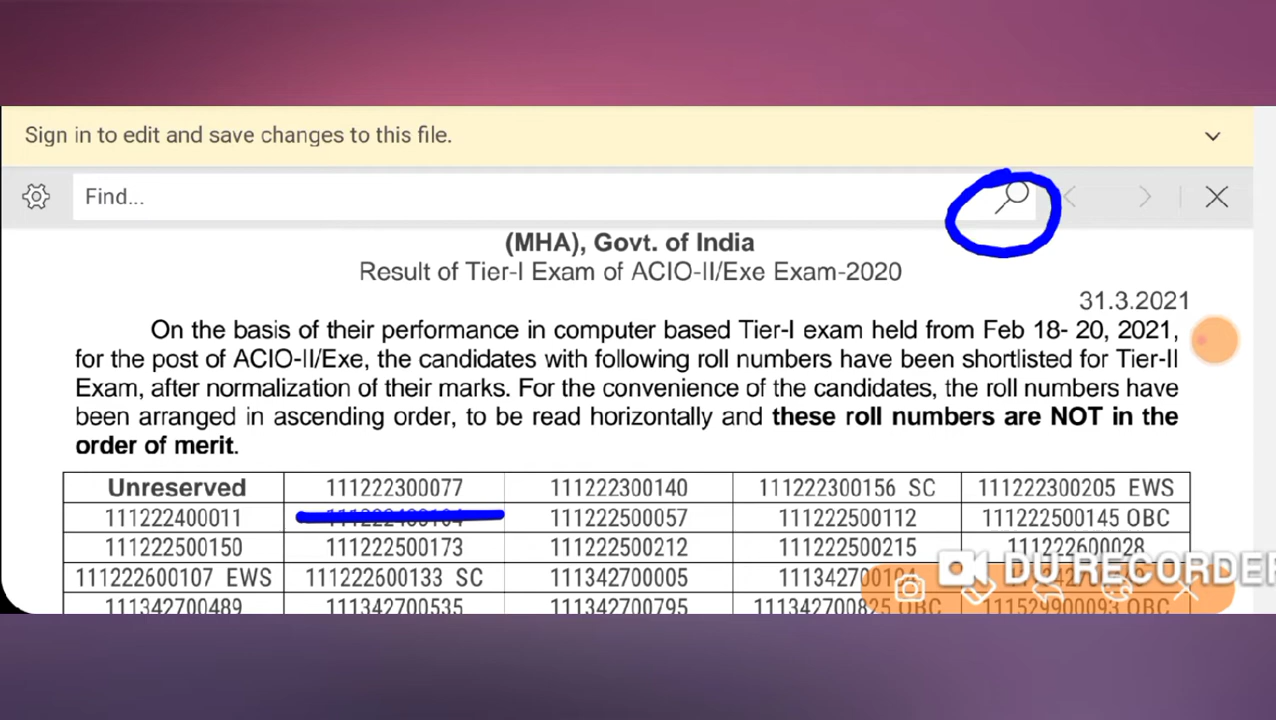 Sign in to edit and save changes to this file.
Find...
(MHA), Govt. of India
Result of Tier-I Exam of ACIO-II/Exe Exam-2020
31.3.2021
On the basis of their performance in computer based Tier-I exam held from Feb 18- 20, 2021,
for the post of ACIO-II/Exe, the candidates with following roll numbers have been shortlisted for Tier-II
Exam, after normalization of their marks. For the convenience of the candidates, the roll numbers have
been arranged in ascending order, to be read horizontally and these roll numbers are NOT in the
order of merit.
Unreserved 111222300077 111222300140 111222300156 SC 111222300205 EWS
111222400011 111222500057 111222500112 111222500145 OBC
111222500150 111222500173 111222500212 111222500215 111222600028
111222600107 EWS 111222600133 SC 111342700005
111342700489 111342700535 111342700795 111342700825 OBC 111529900093 OBC
DU RECORDER